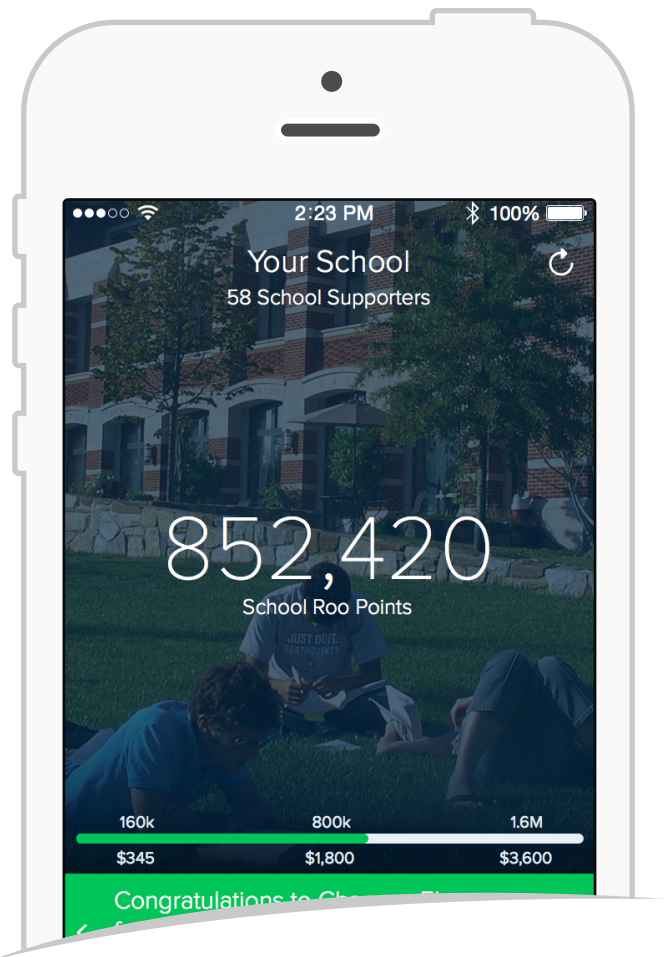 2:23 PM 100%
Your School
58 School Supporters
852,420
School Roo Points
JUST DO IT.
EARTHQUAKES
160k 800k 1.6M
$345 $1,800 $3,600
Congratulations to